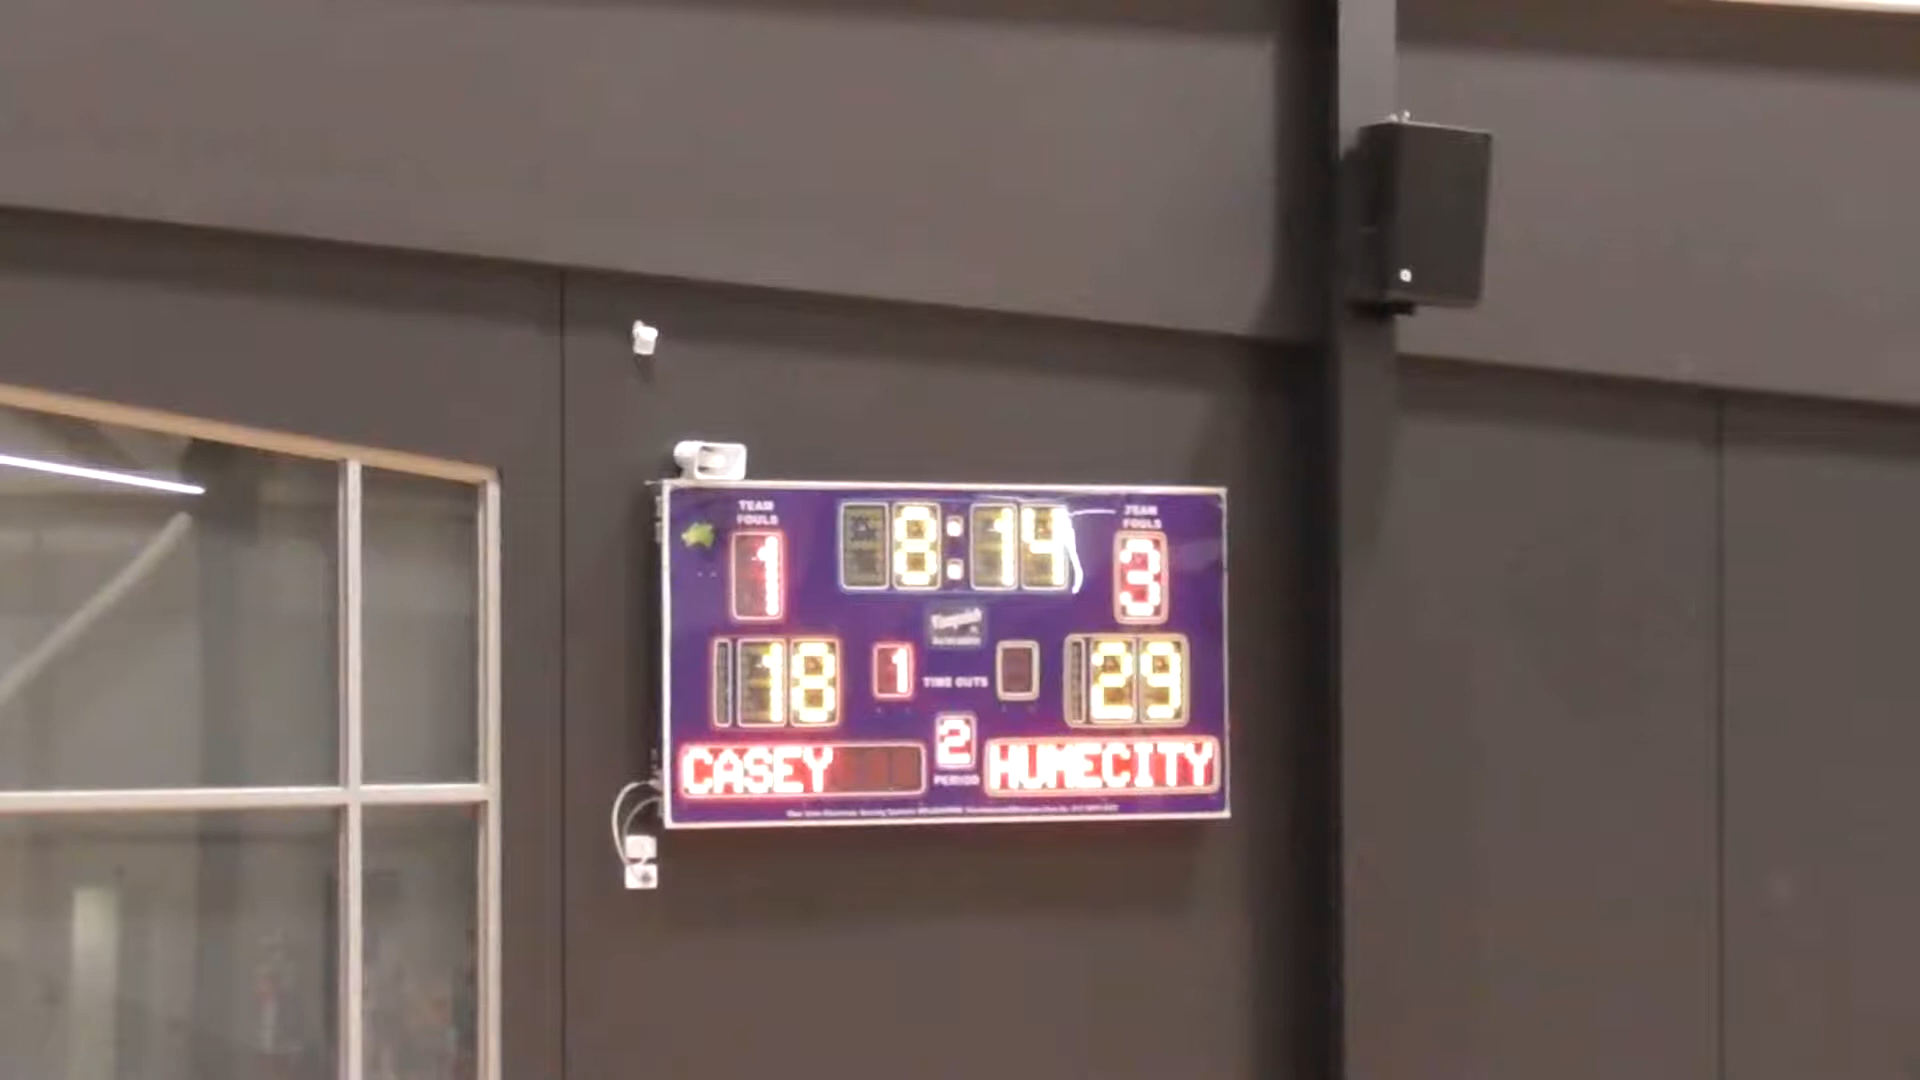 TEAM FOULS
8:14
TEAM FOULS
1
3
18
1
TIME OUTS
29
CASEY
2
HUMECITY
PERIOD